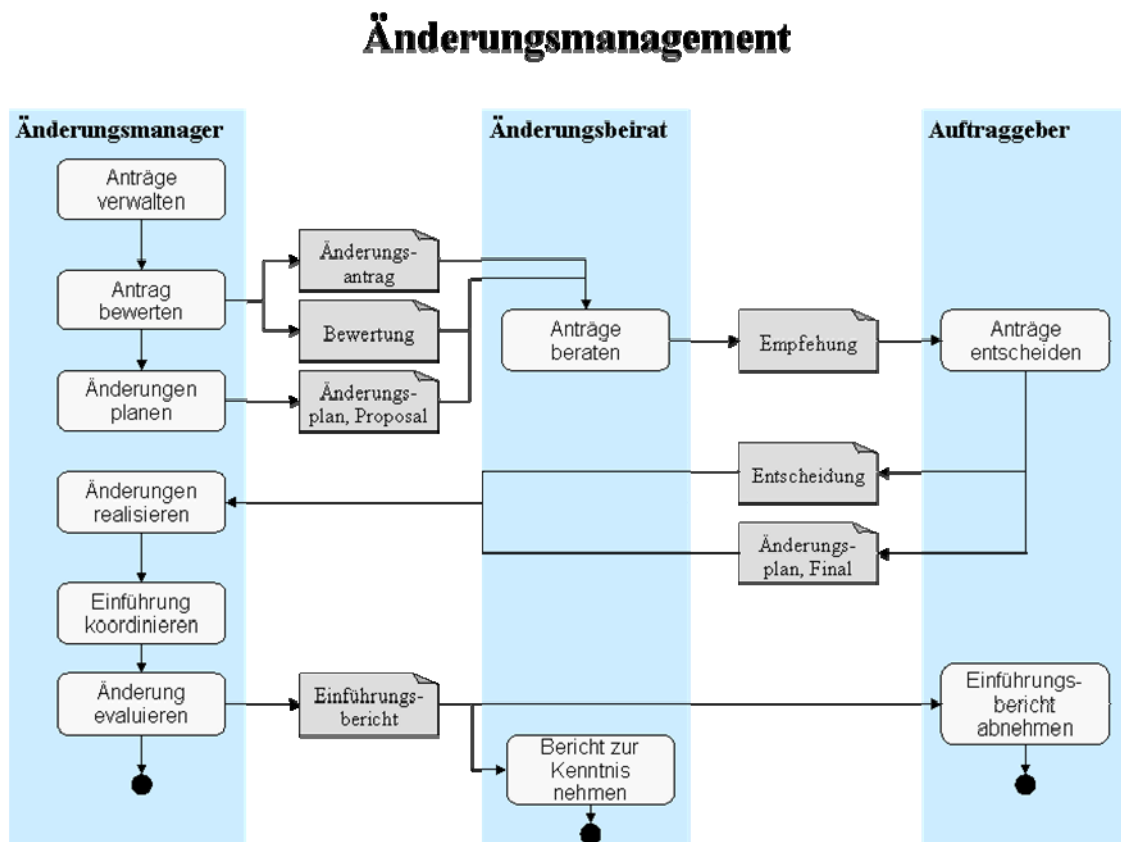 Änderungsmanagement
Änderungsmanager
Änderungsbeirat
Auftraggeber
Anträge
verwalten
Änderungs-
antrag
Antrag
bewerten
Bewertung
Anträge
beraten
Empfehung
Anträge
entscheiden
Änderungen
planen
Änderungs-
plan, Proposal
Entscheidung
Änderungen
realisieren
Änderungs-
plan, Final
Einführung
koordinieren
Änderung
evaluieren
Einführungs-
bericht
Einführungs-
bericht
abnehmen
Bericht zur
Kenntnis
nehmen